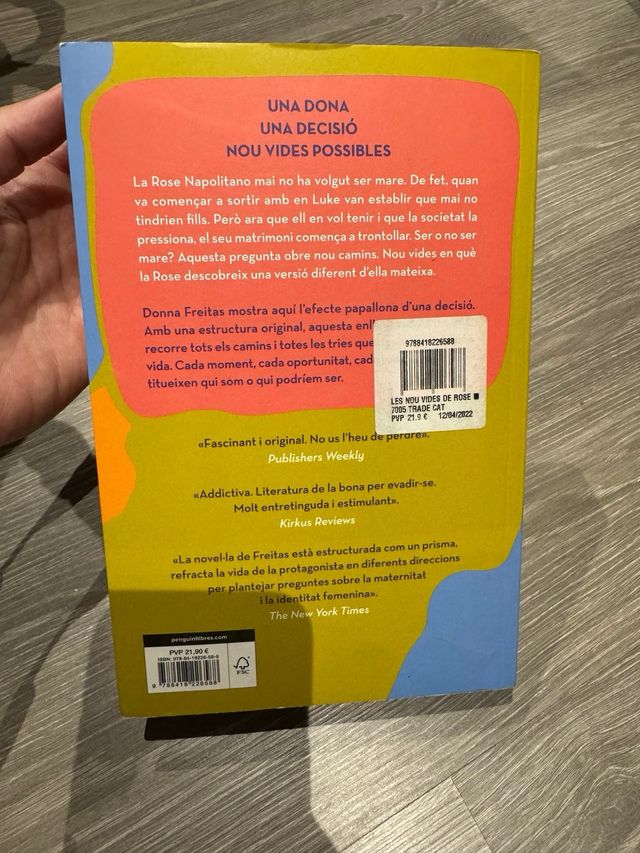 UNA DONA
UNA DECISIÓ
NOU VIDES POSSIBLES
La Rose Napolitano mai no ha volgut ser mare. De fet, quan
va començar a sortir amb en Luke van establir que mai no
tindrien fills. Però ara que ell en vol tenir i que la societat la
pressiona, el seu matrimoni comença a trontollar. Ser o no ser
mare? Aquesta pregunta obre nou camins. Nou vides en què
la Rose descobreix una versió diferent d'ella mateixa.
Donna Freitas mostra aquí l'efecte papallona d'una decisió.
Amb una estructura original, aquesta
recorre tots els camins i totes les tries que
vida. Cada moment, cada oportunitat,
titueixen qui som o qui podríem ser.
9788418226588
LES NOU VIDES DE ROSE
7005 TRADE CAT
PVP 21.9 € 12/04/2022
«Fascinant i original. No us l'heu de perdre».
Publishers Weekly
«Addictiva. Literatura de la bona per evadir-se.
Molt entretinguda i estimulant».
Kirkus Reviews
«La novel·la de Freitas està estructurada com un prisma,
refracta la vida de la protagonista en diferents direccions
per plantejar preguntes sobre la maternitat
i la identitat femenina».
The New York Times
penguinllibres.com
PVP 21,90 €
ISBN: 978-84-18226-58-8
9 788418 226588
FSC